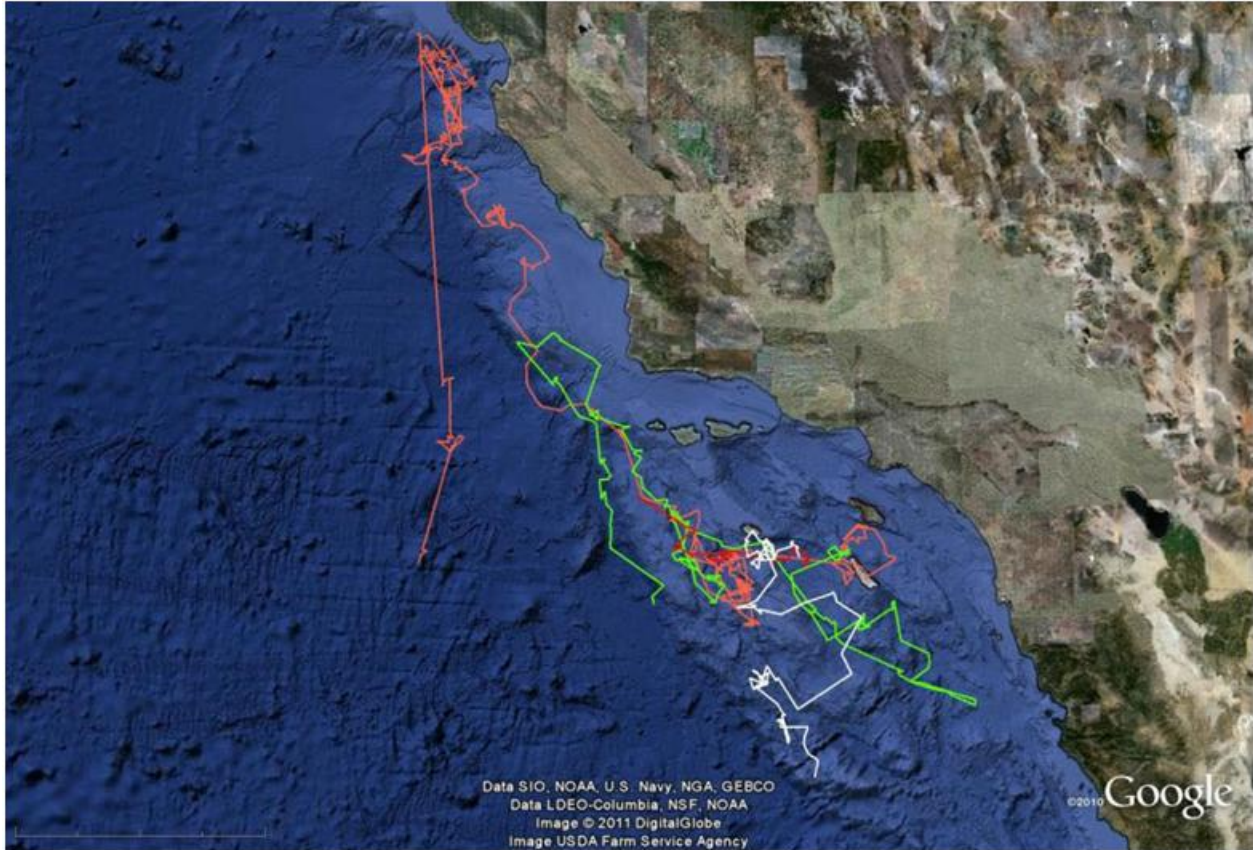 Data SIO, NOAA, U.S. Navy, NGA, GEBCO
Data LDEO-Columbia, NSF, NOAA
Image © 2011 DigitalGlobe
Image USDA Farm Service Agency
©2010 Google